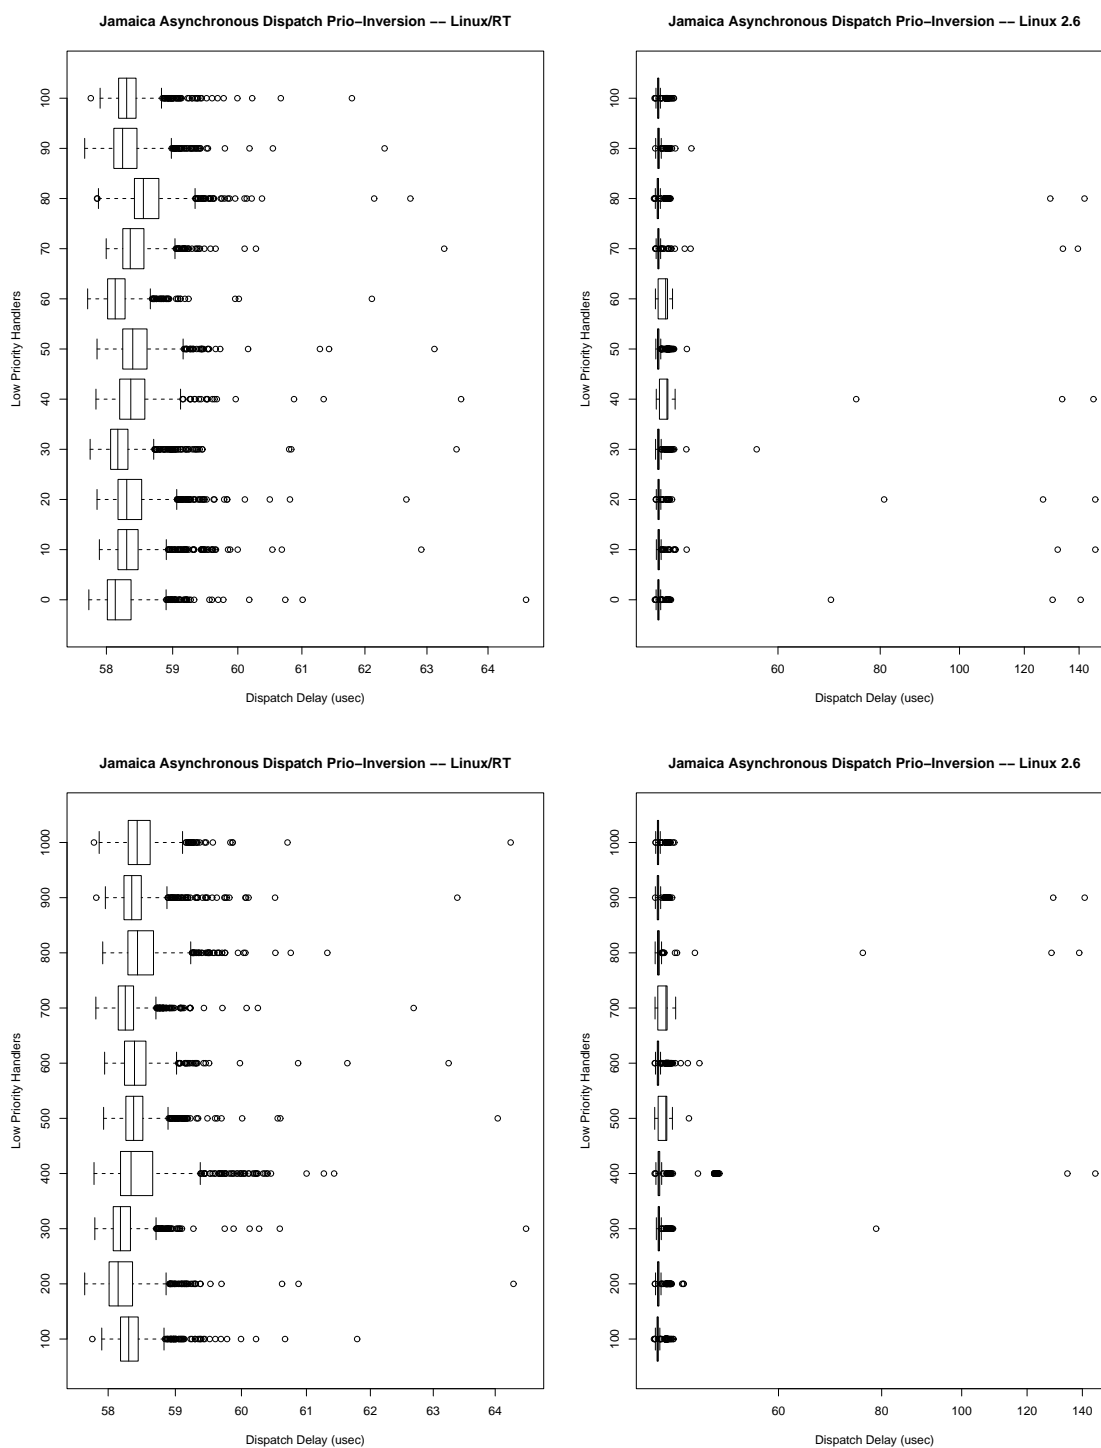 Jamaica Asynchronous Dispatch Prio−Inversion −− Linux/RT
100
90
80
70
60
50
40
30
20
10
0
Low Priority Handlers
58 59 60 61 62 63 64
Dispatch Delay (usec)
Jamaica Asynchronous Dispatch Prio−Inversion −− Linux 2.6
100
90
80
70
60
50
40
30
20
10
0
Low Priority Handlers
60 80 100 120 140
Dispatch Delay (usec)
Jamaica Asynchronous Dispatch Prio−Inversion −− Linux/RT
1000
900
800
700
600
500
400
300
200
100
Low Priority Handlers
58 59 60 61 62 63 64
Dispatch Delay (usec)
Jamaica Asynchronous Dispatch Prio−Inversion −− Linux 2.6
1000
900
800
700
600
500
400
300
200
100
Low Priority Handlers
60 80 100 120 140
Dispatch Delay (usec)